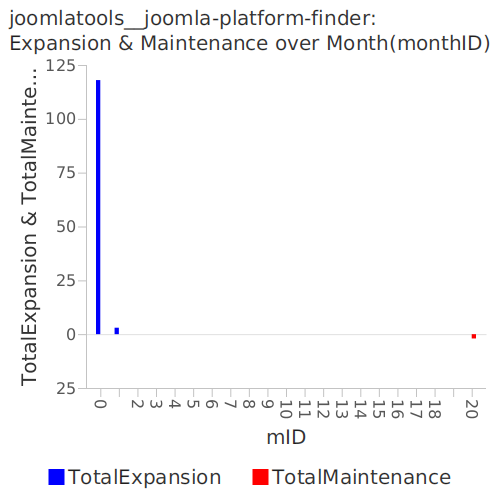 joomlatools__joomla-platform-finder:
Expansion & Maintenance over Month(monthID)
TotalExpansion & TotalMainte...
125
100
75
50
25
0
25
0 2 3 4 5 6 7 8 9 10 11 12 13 14 15 16 17 18 20
mID
TotalExpansion TotalMaintenance